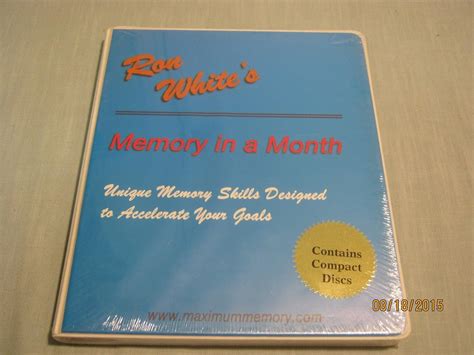 Ron
White's
Memory in a Month
Unique Memory Skills Designed
to Accelerate Your Goals
Contains
Compact
Discs
www.maximummemory.com
08/18/2015